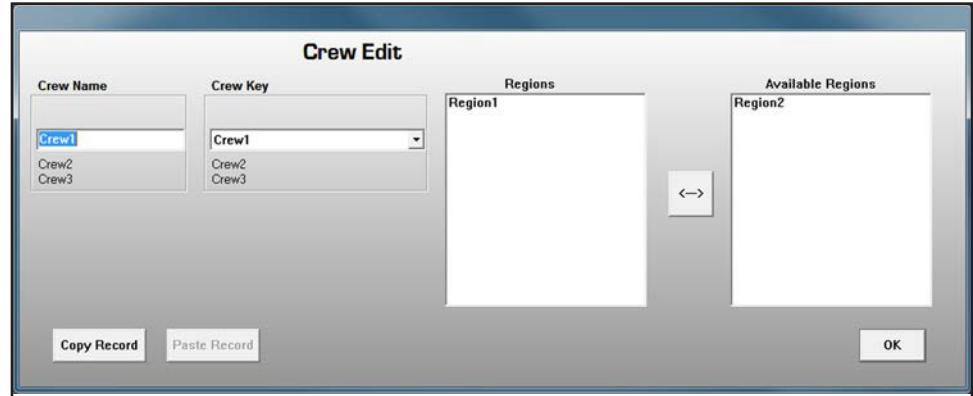 Crew Edit
Crew Name
Crew Key
Regions
Available Regions
Crew1
Crew2
Crew3
Crew1
Crew2
Crew3
Region1
Region2
<-->
Copy Record
Paste Record
OK